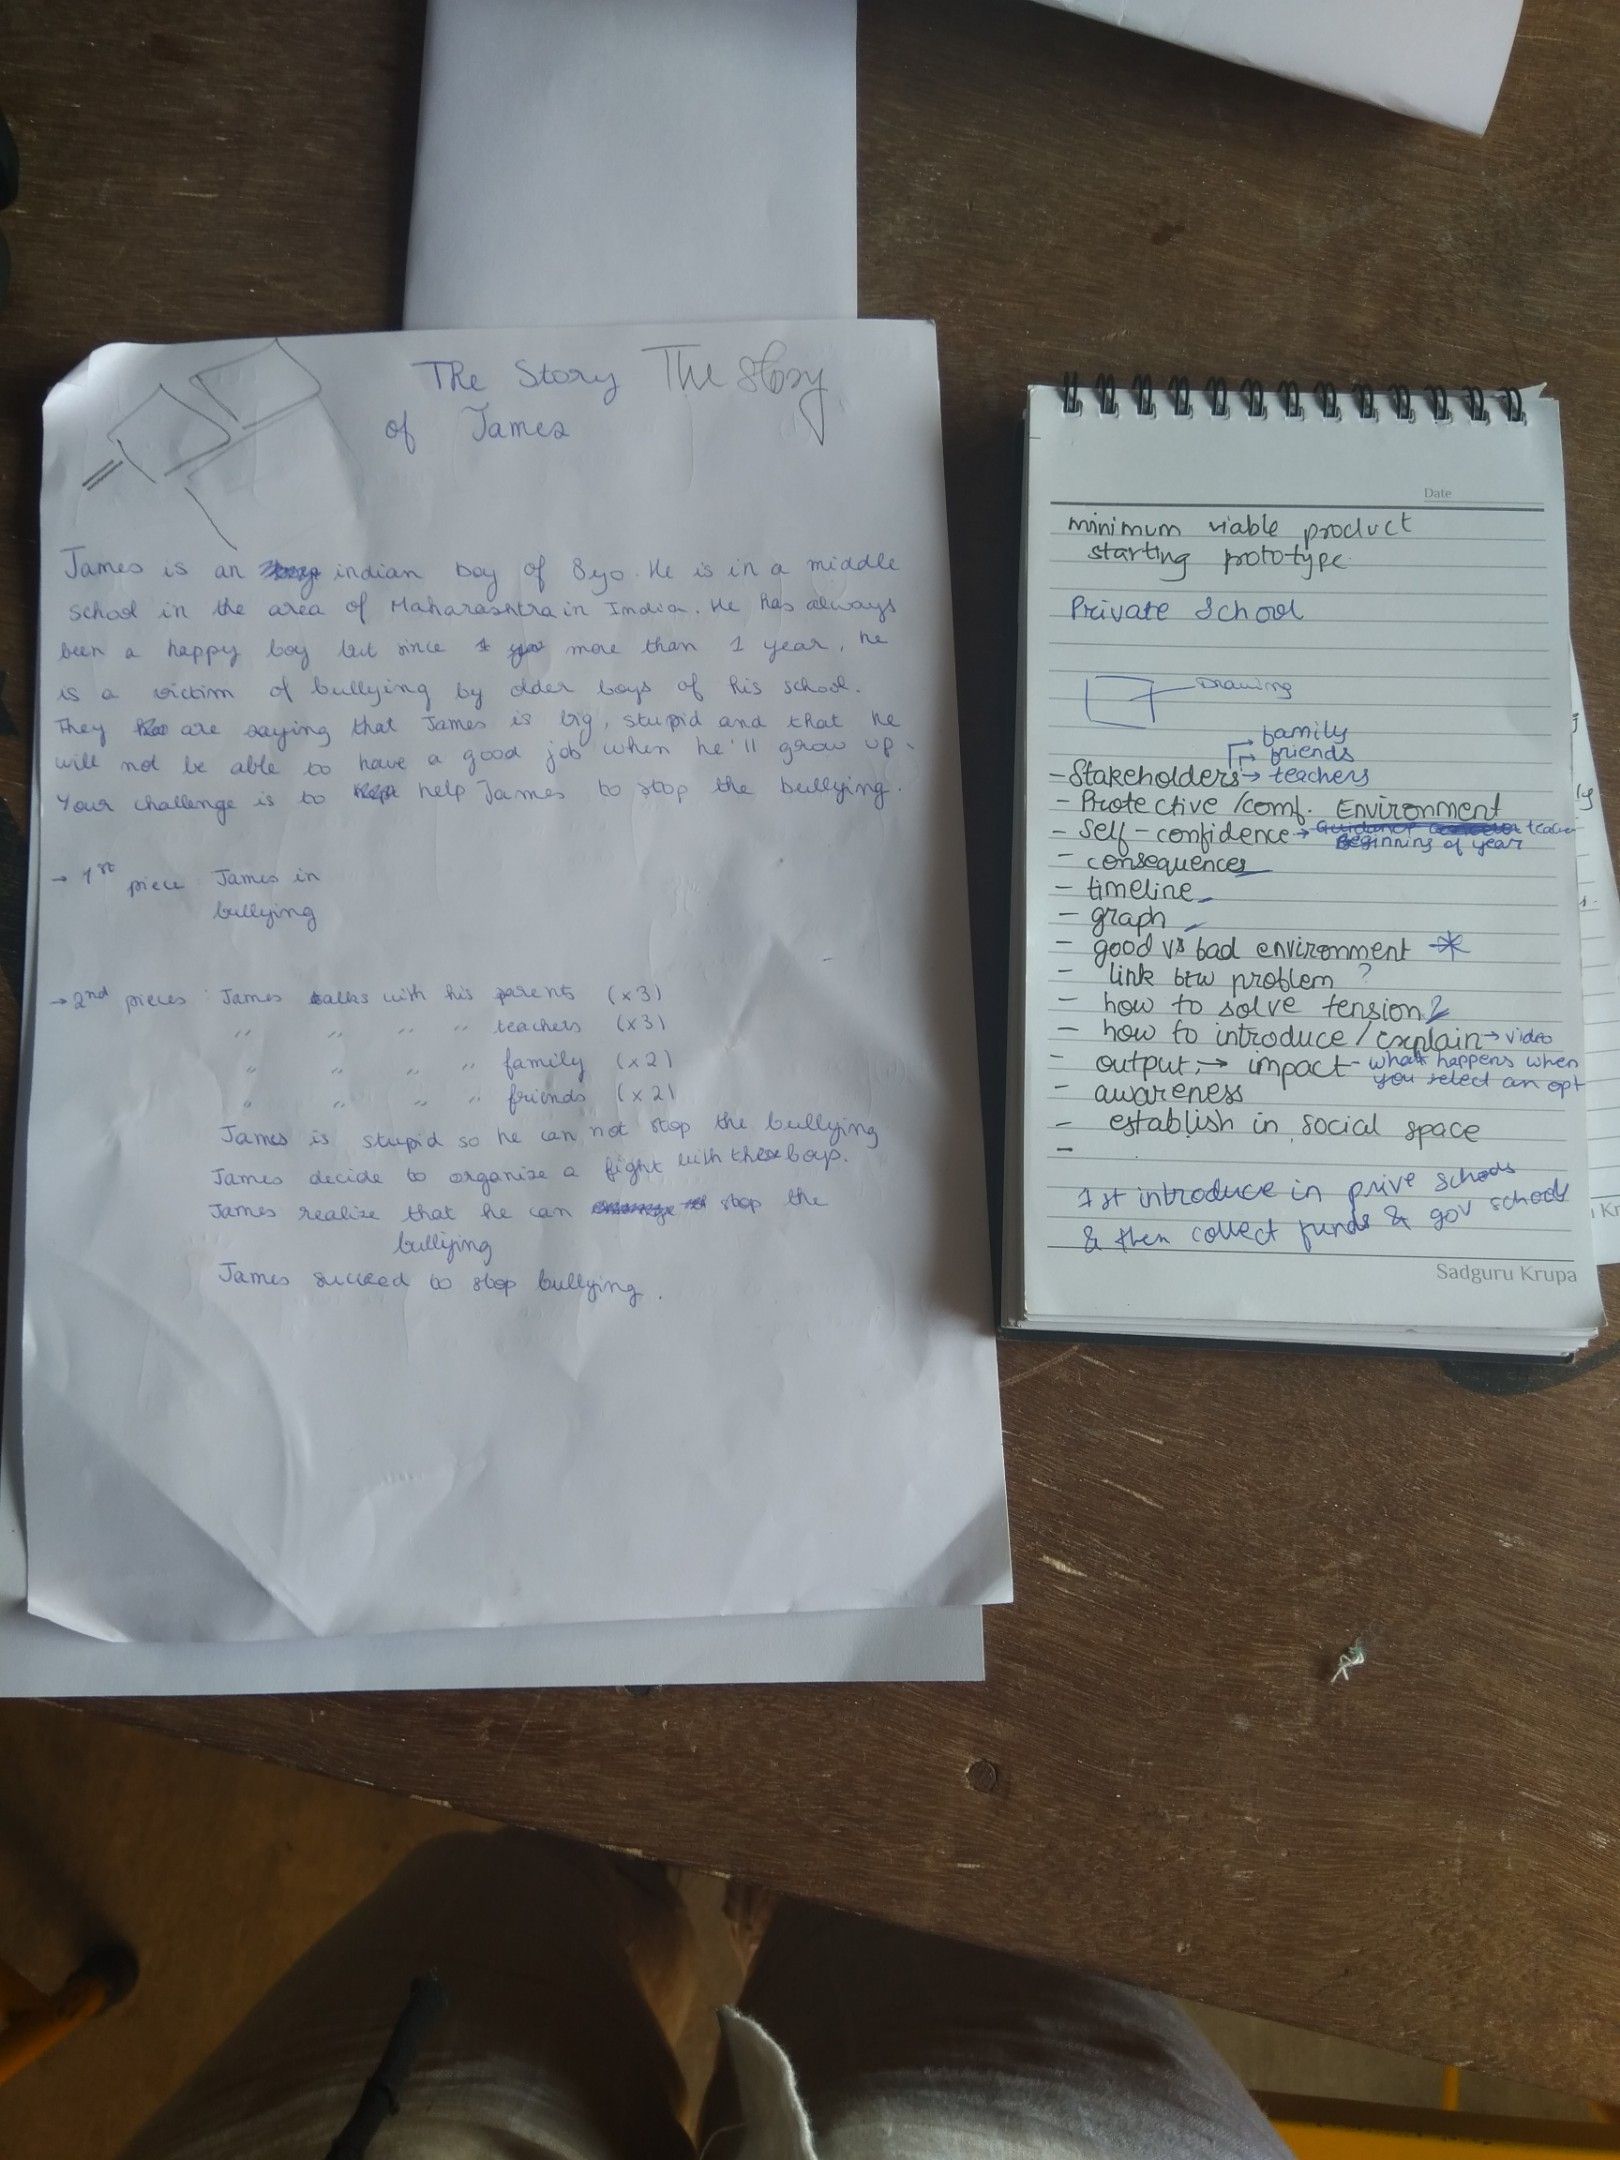 The Story The Story
of James
James is an indian boy of 8 yo. He is in a middle
school in the area of Maharashtra in India. He has always
been a happy boy but since more than 1 year, he
is a victim of bullying by older boys of his school.
They are saying that James is big, stupid and that he
will not be able to have a good job when he'll grow up.
Your challenge is to help James to stop the bullying.
→ 1st piece : James in
bullying
→ 2nd pieces : James talks with his parents (x3)
" " " " teachers (x3)
" " " " family (x2)
" " " " friends (x2)
James is stupid so he can not stop the bullying
James decide to organize a fight with these boys.
James realize that he can stop the
bullying
James succeed to stop bullying.
Date
minimum viable product
starting prototype.
Private School
Drawing
family
friends
- Stakeholders → teachers
- Protective / comf. Environment
- Self-confidence →
Beginning of year
- consequences
- timeline
- graph
- good vs bad environment *
- link btw problem ?
- how to solve tension?
- how to introduce / explain → video
- output → impact - what happens when
you select an opt
- awareness
- establish in social space
-
1st introduce in prive schools
& then collect funds & gov schools
Sadguru Krupa